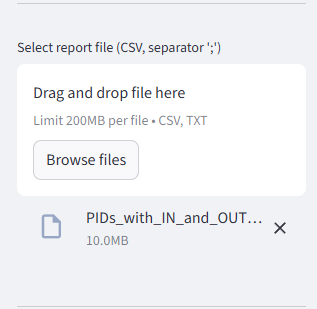 Select report file (CSV, separator ';')
Drag and drop file here
Limit 200MB per file • CSV, TXT
Browse files
PIDs_with_IN_and_OUT…
10.0MB